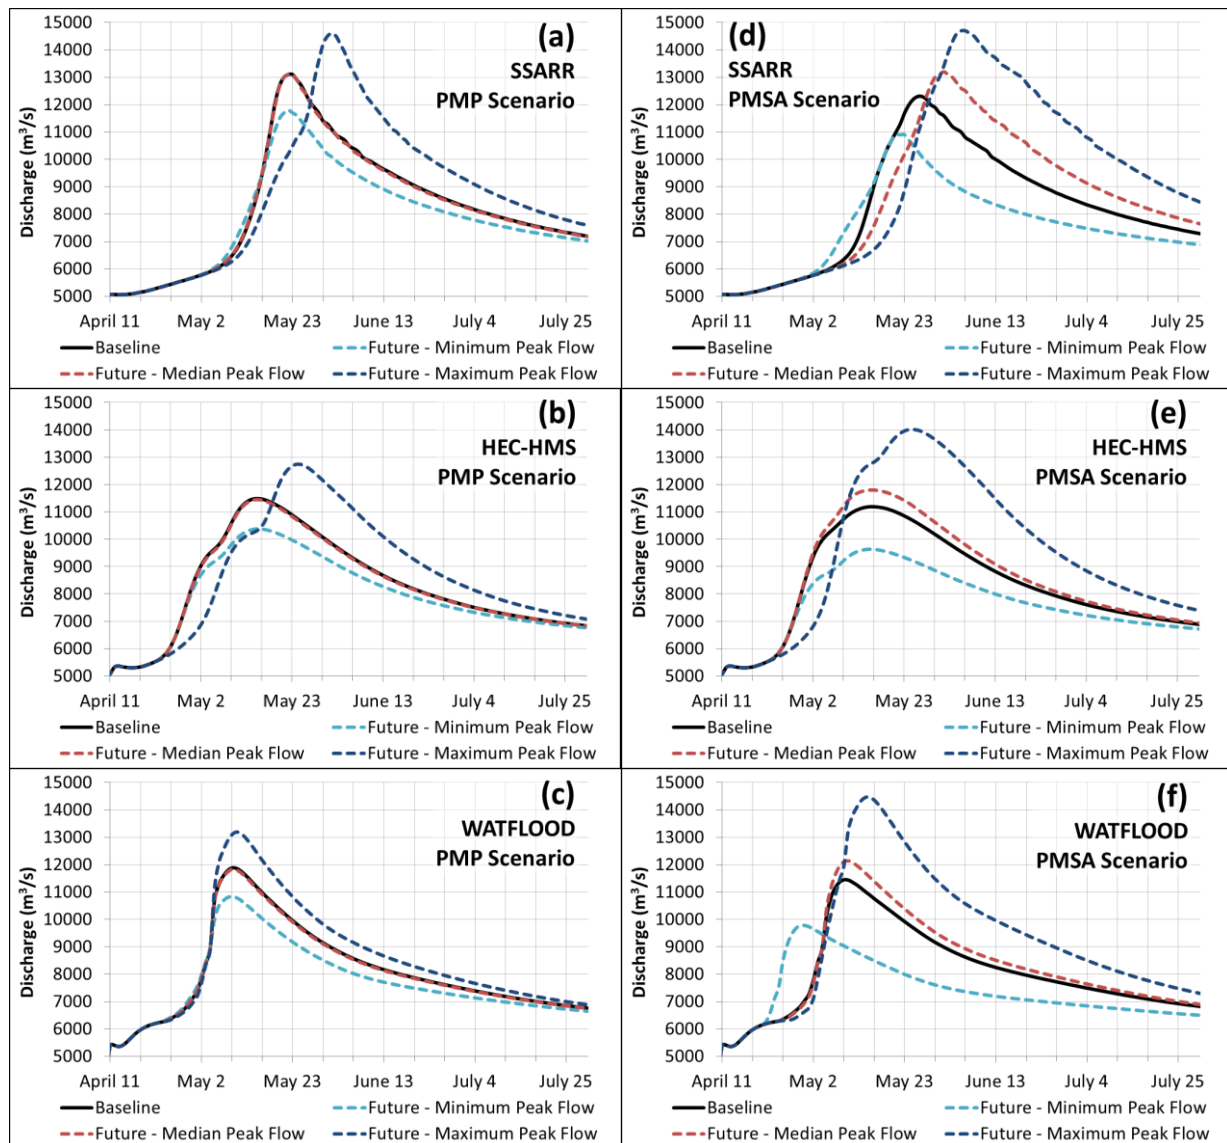 (a)
SSARR
PMP Scenario
Discharge (m³/s)
15000
14000
13000
12000
11000
10000
9000
8000
7000
6000
5000
April 11 May 2 May 23 June 13 July 4 July 25
Baseline Future - Minimum Peak Flow
Future - Median Peak Flow Future - Maximum Peak Flow
(d)
SSARR
PMSA Scenario
Discharge (m³/s)
15000
14000
13000
12000
11000
10000
9000
8000
7000
6000
5000
April 11 May 2 May 23 June 13 July 4 July 25
Baseline Future - Minimum Peak Flow
Future - Median Peak Flow Future - Maximum Peak Flow
(b)
HEC-HMS
PMP Scenario
Discharge (m³/s)
15000
14000
13000
12000
11000
10000
9000
8000
7000
6000
5000
April 11 May 2 May 23 June 13 July 4 July 25
Baseline Future - Minimum Peak Flow
Future - Median Peak Flow Future - Maximum Peak Flow
(e)
HEC-HMS
PMSA Scenario
Discharge (m³/s)
15000
14000
13000
12000
11000
10000
9000
8000
7000
6000
5000
April 11 May 2 May 23 June 13 July 4 July 25
Baseline Future - Minimum Peak Flow
Future - Median Peak Flow Future - Maximum Peak Flow
(c)
WATFLOOD
PMP Scenario
Discharge (m³/s)
15000
14000
13000
12000
11000
10000
9000
8000
7000
6000
5000
April 11 May 2 May 23 June 13 July 4 July 25
Baseline Future - Minimum Peak Flow
Future - Median Peak Flow Future - Maximum Peak Flow
(f)
WATFLOOD
PMSA Scenario
Discharge (m³/s)
15000
14000
13000
12000
11000
10000
9000
8000
7000
6000
5000
April 11 May 2 May 23 June 13 July 4 July 25
Baseline Future - Minimum Peak Flow
Future - Median Peak Flow Future - Maximum Peak Flow